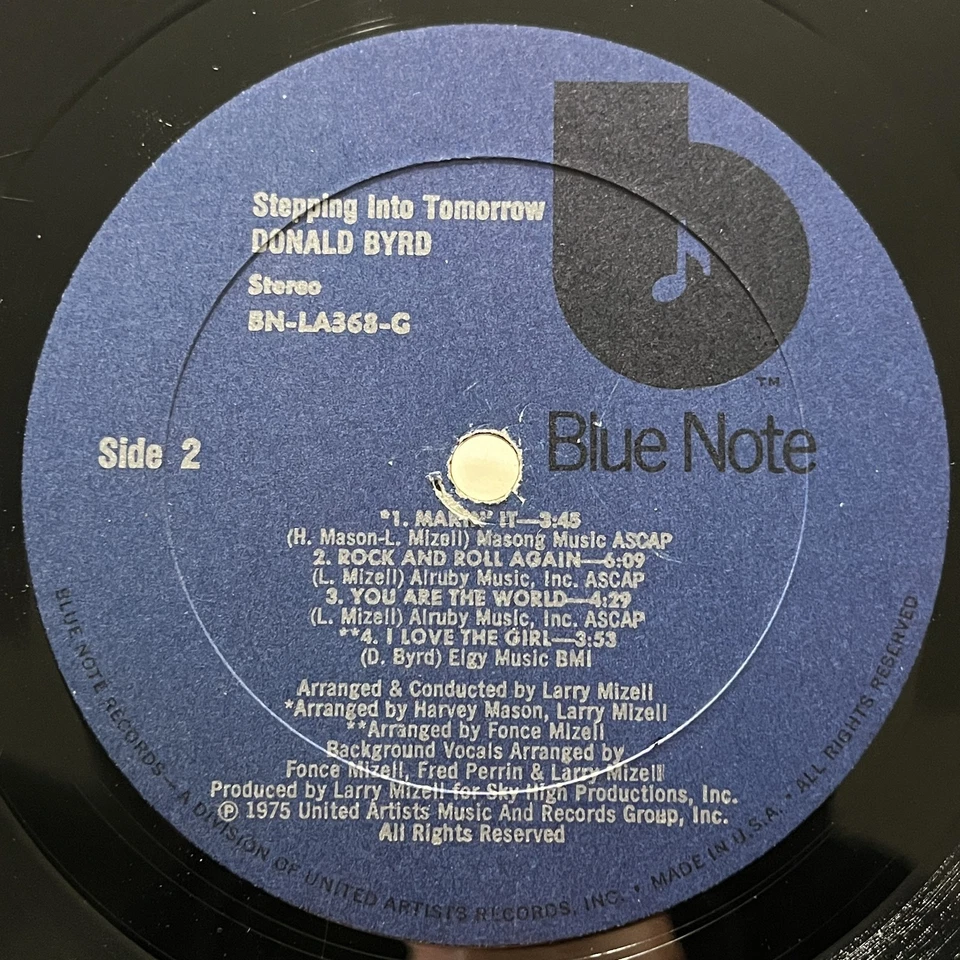 Stepping Into Tomorrow
DONALD BYRD
Stereo
BN-LA368-G
TM
Blue Note
Side 2
*1. MAKIN' IT—3:45
(H. Mason-L. Mizell) Masong Music ASCAP
2. ROCK AND ROLL AGAIN—6:09
(L. Mizell) Alruby Music, Inc. ASCAP
3. YOU ARE THE WORLD—4:29
(L. Mizell) Alruby Music, Inc. ASCAP
**4. I LOVE THE GIRL—3:53
(D. Byrd) Elgy Music BMI
Arranged & Conducted by Larry Mizell
*Arranged by Harvey Mason, Larry Mizell
**Arranged by Fonce Mizell
Background Vocals Arranged by
Fonce Mizell, Fred Perrin & Larry Mizell
Produced by Larry Mizell for Sky High Productions, Inc.
℗ 1975 United Artists Music And Records Group, Inc.
All Rights Reserved
BLUE NOTE RECORDS—A DIVISION OF UNITED ARTISTS RECORDS, INC. • MADE IN U.S.A. • ALL RIGHTS RESERVED